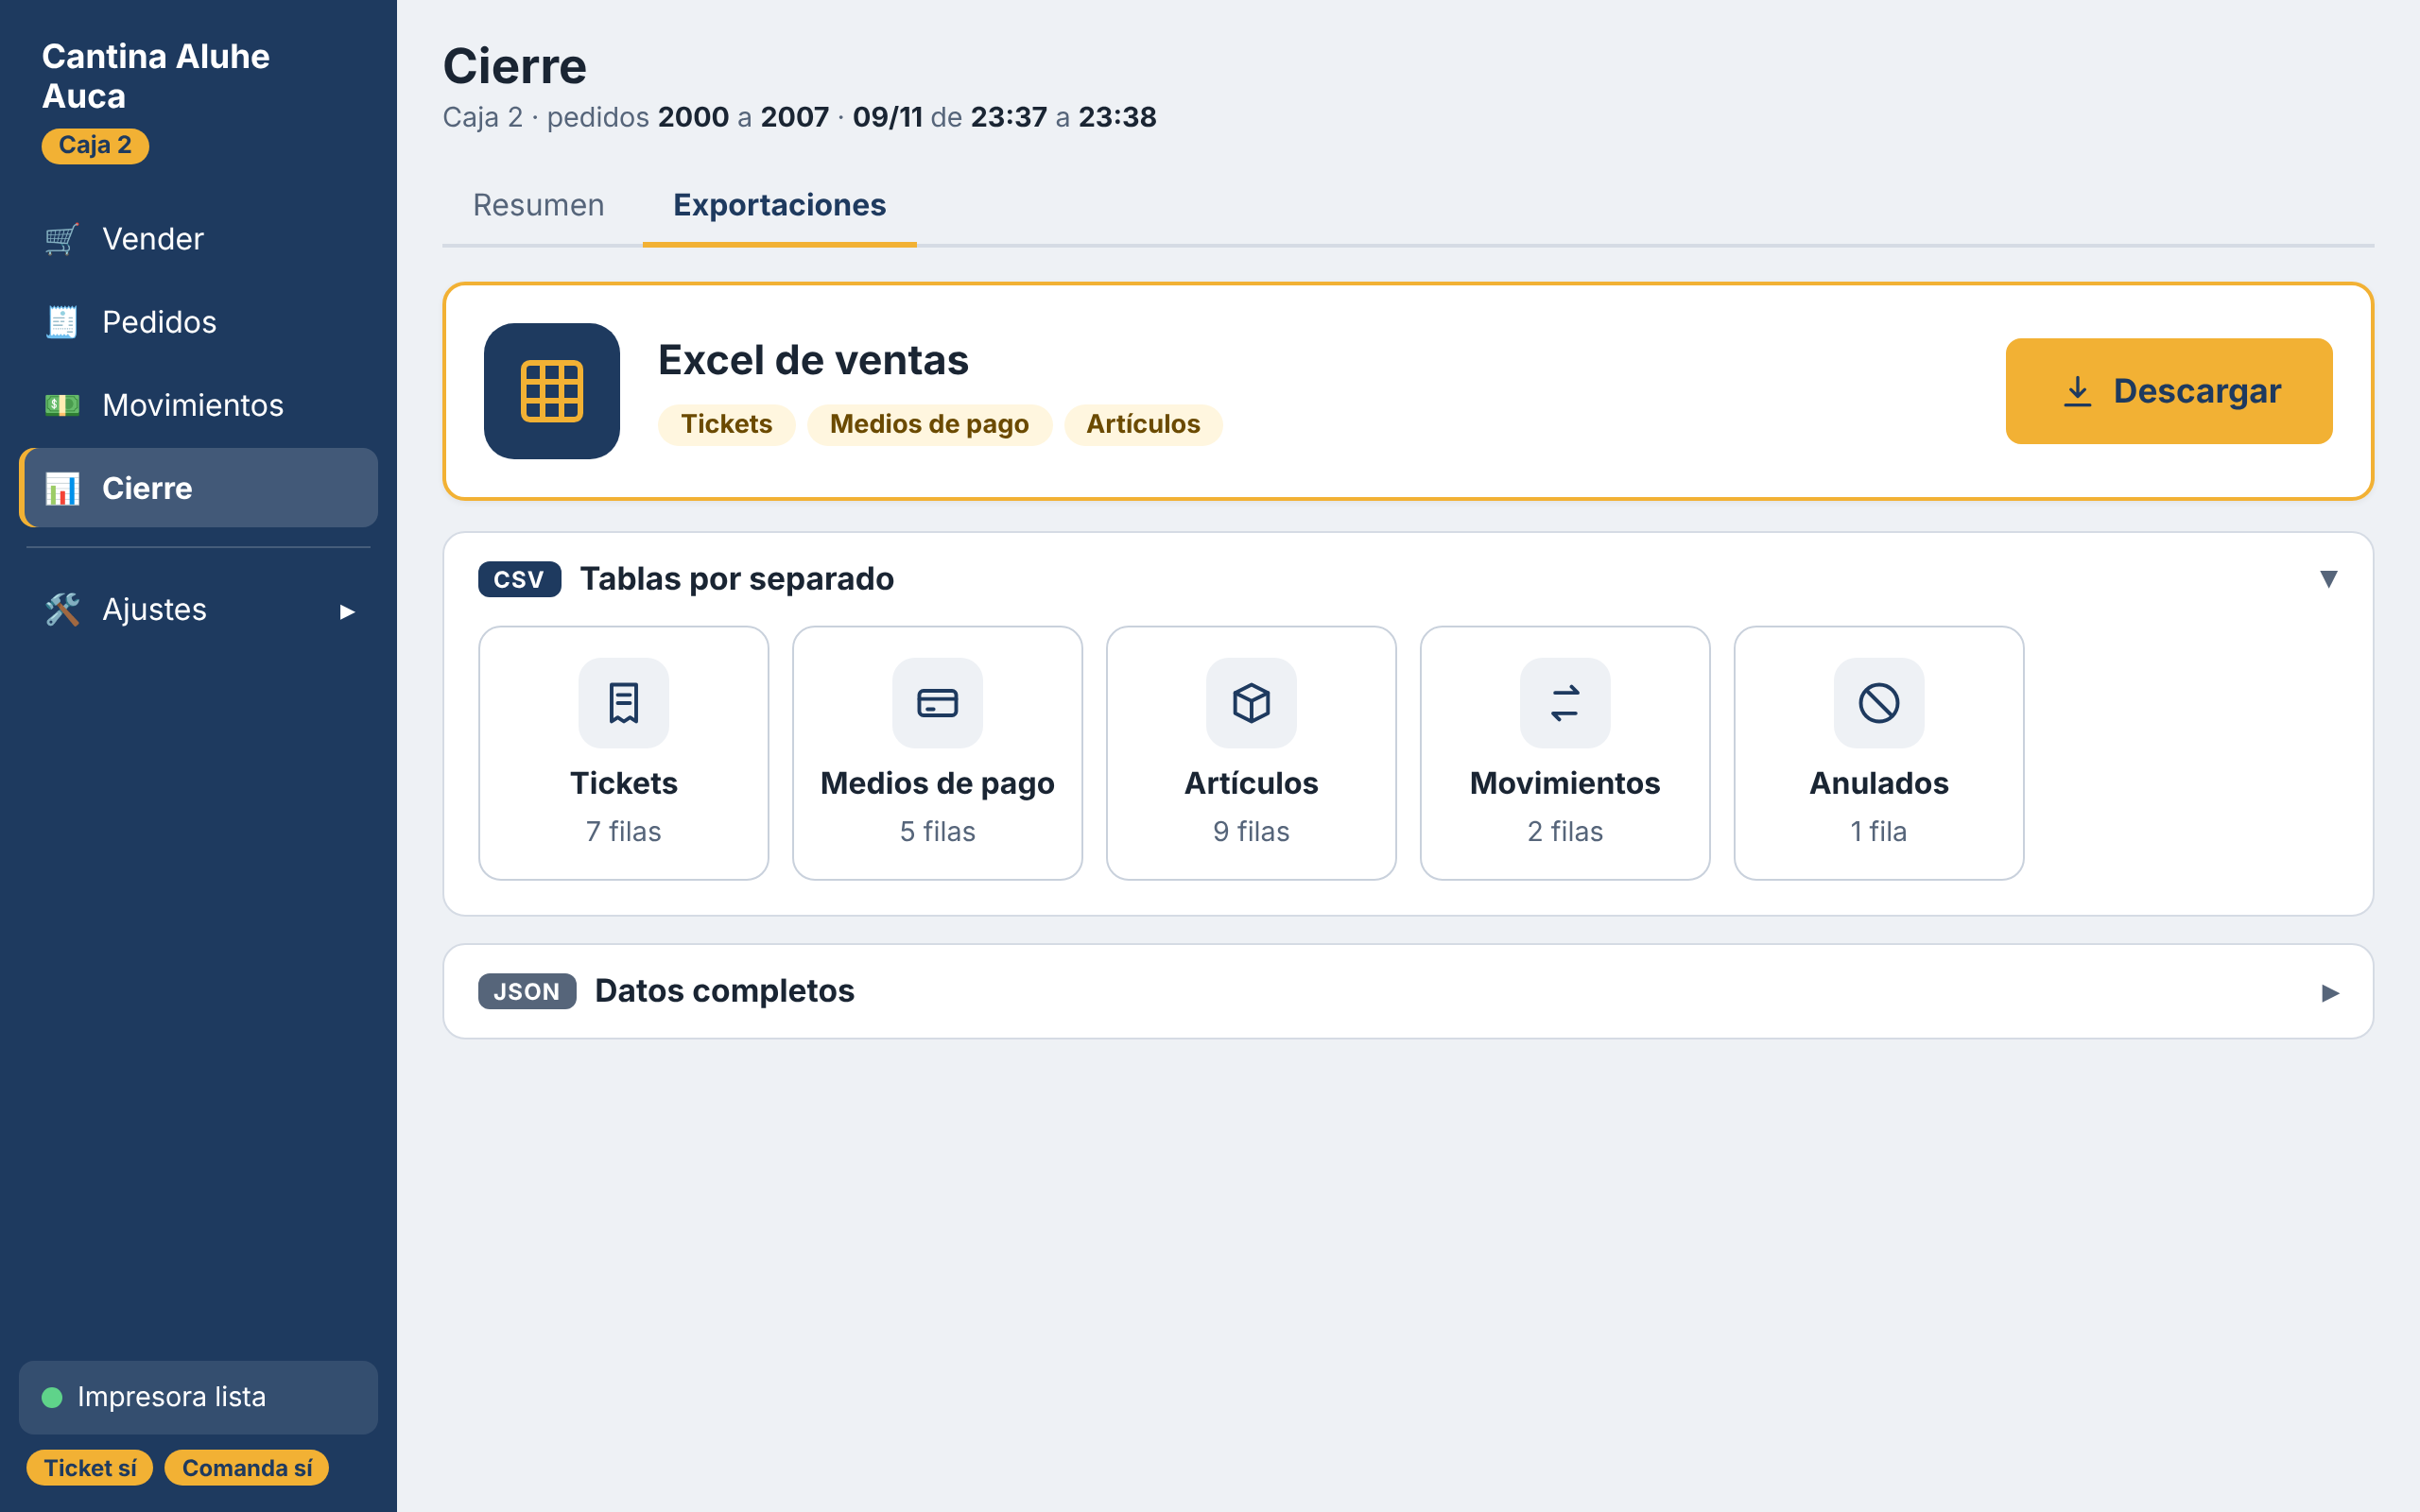 Cantina Aluhe
Auca
Caja 2
Vender
Pedidos
Movimientos
Cierre
Ajustes
Impresora lista
Ticket sí Comanda sí
Cierre
Caja 2 · pedidos 2000 a 2007 · 09/11 de 23:37 a 23:38
Resumen Exportaciones
Excel de ventas
Tickets Medios de pago Artículos
Descargar
CSV Tablas por separado
Tickets
7 filas
Medios de pago
5 filas
Artículos
9 filas
Movimientos
2 filas
Anulados
1 fila
JSON Datos completos